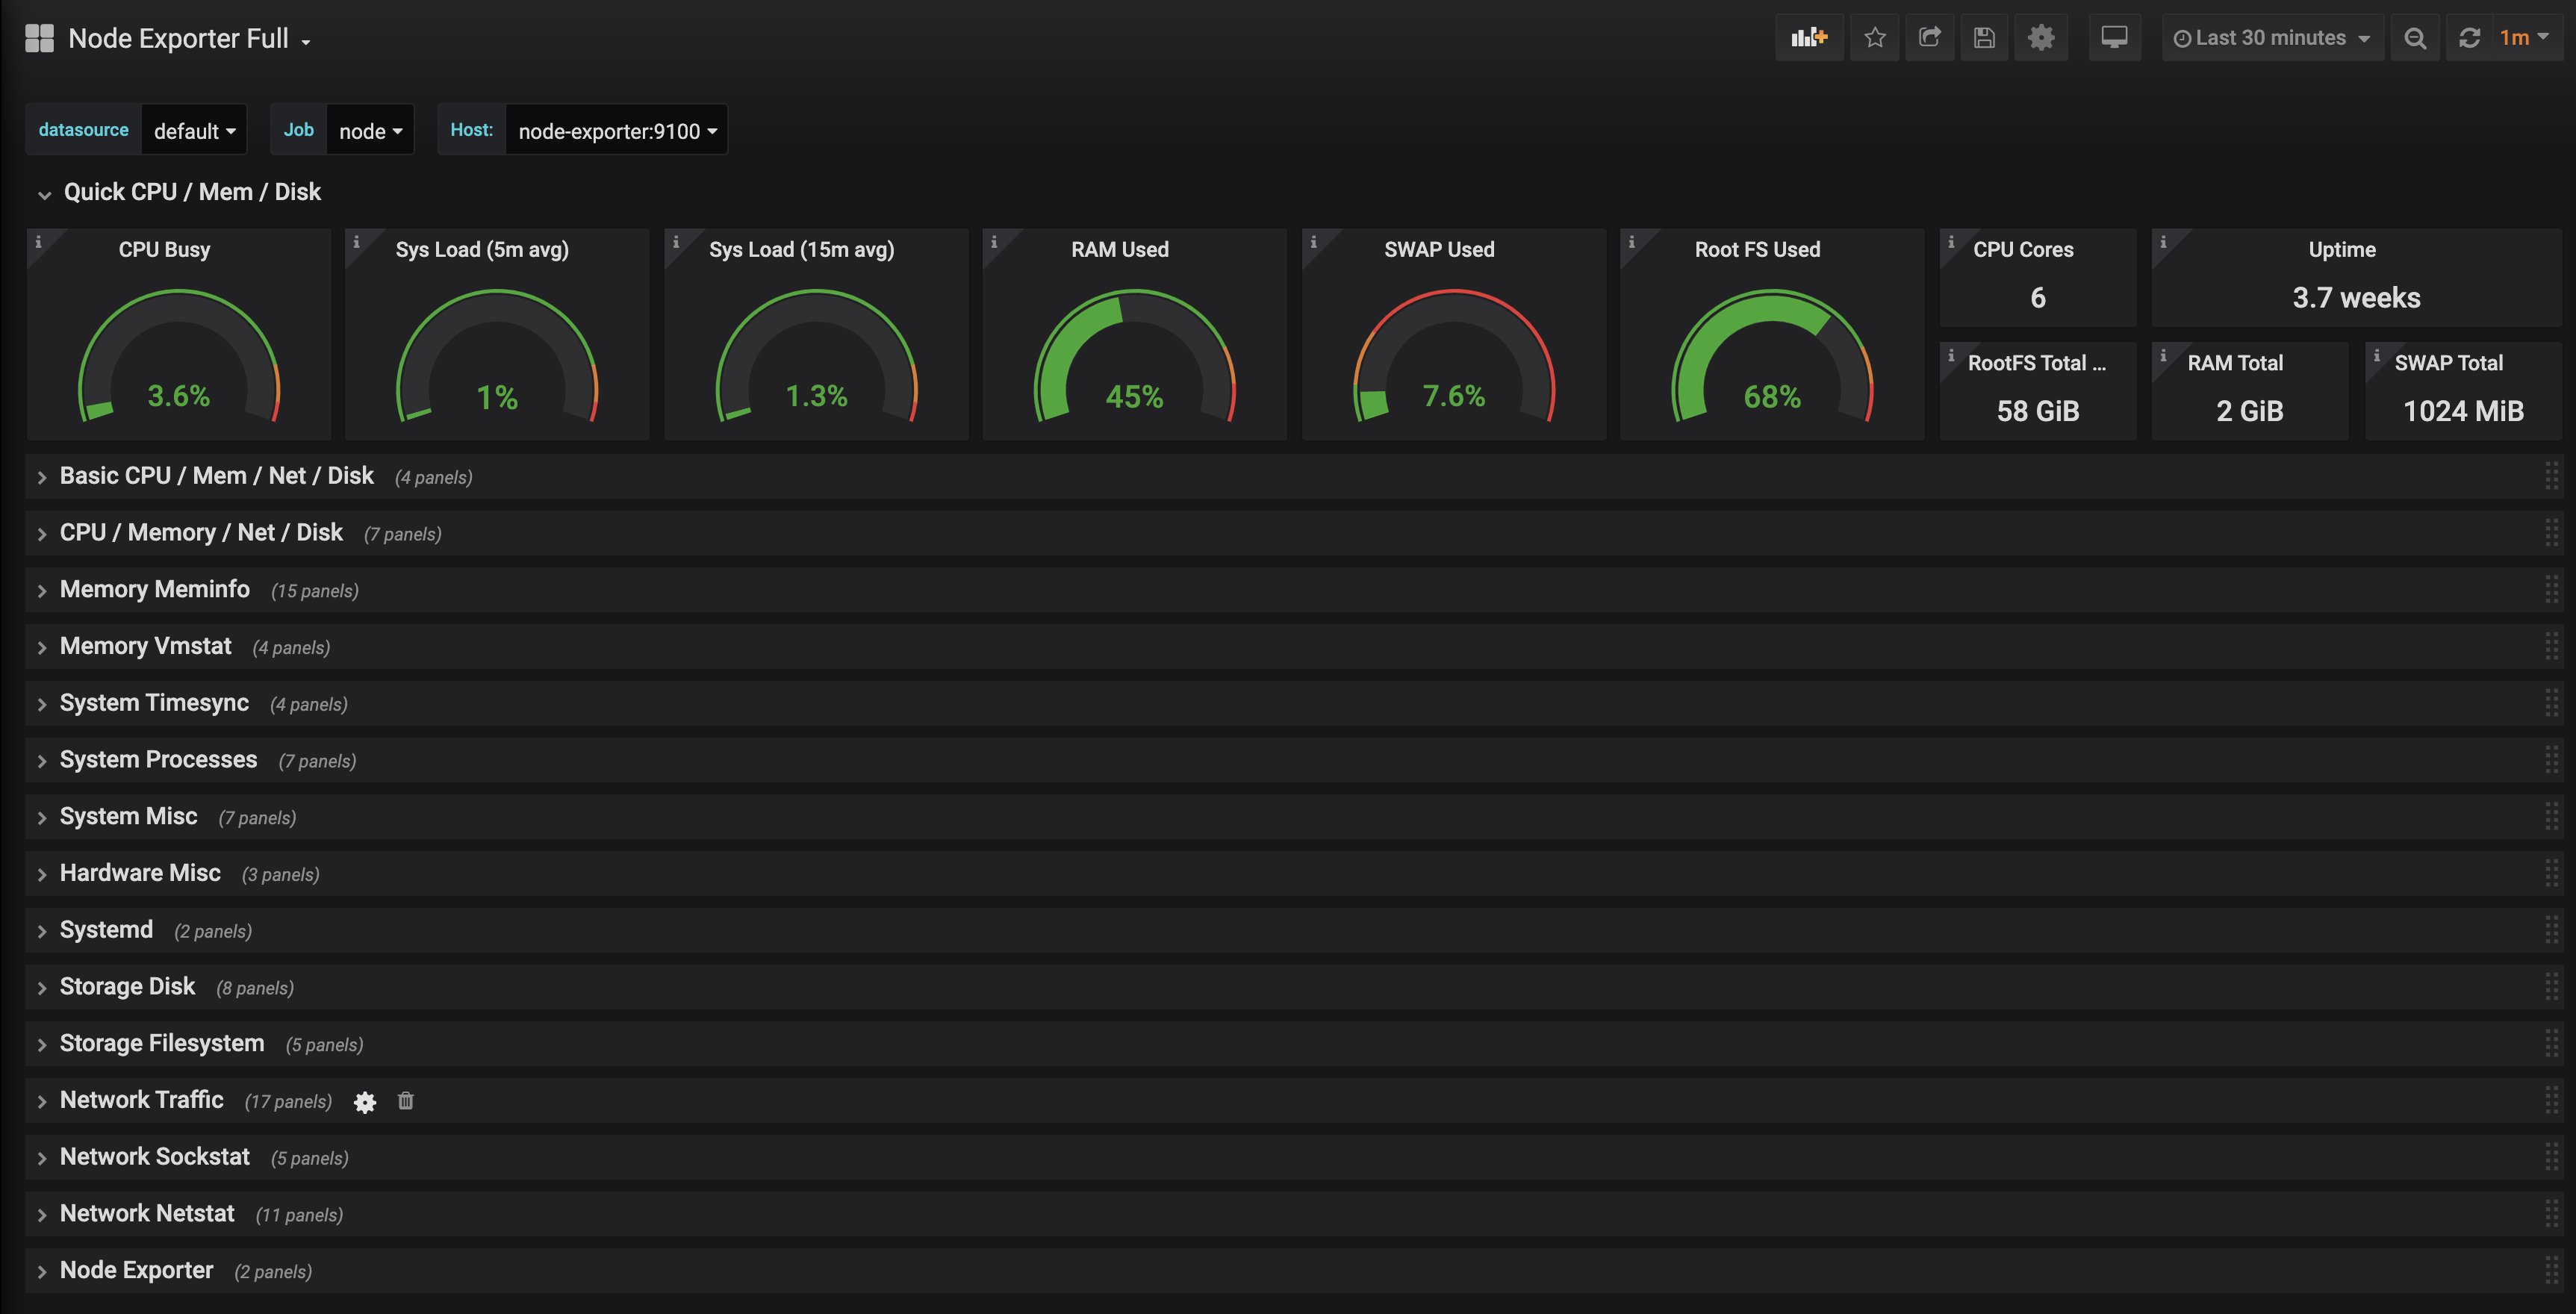 Node Exporter Full
Last 30 minutes
1m
datasource default
Job node
Host: node-exporter:9100
Quick CPU / Mem / Disk
CPU Busy
3.6%
Sys Load (5m avg)
1%
Sys Load (15m avg)
1.3%
RAM Used
45%
SWAP Used
7.6%
Root FS Used
68%
CPU Cores
6
Uptime
3.7 weeks
RootFS Total ...
58 GiB
RAM Total
2 GiB
SWAP Total
1024 MiB
Basic CPU / Mem / Net / Disk (4 panels)
CPU / Memory / Net / Disk (7 panels)
Memory Meminfo (15 panels)
Memory Vmstat (4 panels)
System Timesync (4 panels)
System Processes (7 panels)
System Misc (7 panels)
Hardware Misc (3 panels)
Systemd (2 panels)
Storage Disk (8 panels)
Storage Filesystem (5 panels)
Network Traffic (17 panels)
Network Sockstat (5 panels)
Network Netstat (11 panels)
Node Exporter (2 panels)